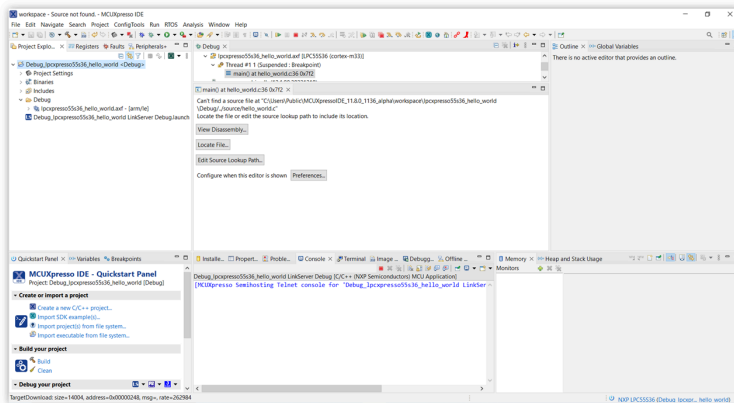 workspace - Source not found. - MCUXpresso IDE
File Edit Navigate Search Project ConfigTools Run RTOS Analysis Window Help
Project Explo... Registers Faults Peripherals+
Debug_lpcxpresso55s36_hello_world <Debug>
Project Settings
Binaries
Includes
Debug
lpcxpresso55s36_hello_world.axf - [arm/le]
Debug_lpcxpresso55s36_hello_world LinkServer Debug.launch
Debug
lpcxpresso55s36_hello_world.axf [LPC55S36 (cortex-m33)]
Thread #1 1 (Suspended : Breakpoint)
main() at hello_world.c:36 0x7f2
main() at hello_world.c:36 0x7f2
Can't find a source file at "C:\Users\Public\MCUXpressoIDE_11.8.0_1136_alpha\workspace\lpcxpresso55s36_hello_world
\Debug/../source/hello_world.c"
Locate the file or edit the source lookup path to include its location.
View Disassembly...
Locate File...
Edit Source Lookup Path...
Configure when this editor is shown Preferences...
Outline Global Variables
There is no active editor that provides an outline.
Quickstart Panel Variables Breakpoints
MCUXpresso IDE - Quickstart Panel
Project: Debug_lpcxpresso55s36_hello_world [Debug]
Create or import a project
Create a new C/C++ project...
Import SDK example(s)...
Import project(s) from file system...
Import executable from file system...
Build your project
Build
Clean
Debug your project
Installe... Propert... Proble... Console Terminal Image ... Debugg... Offline ...
Debug_lpcxpresso55s36_hello_world LinkServer Debug [C/C++ (NXP Semiconductors) MCU Application]
[MCUXpresso Semihosting Telnet console for 'Debug_lpcxpresso55s36_hello_world LinkSer
Memory Heap and Stack Usage
Monitors
TargetDownload: size=14004, address=0x00000248, msg=, rate=262984
NXP LPC55S36 (Debug_lpcxpr... hello_world)